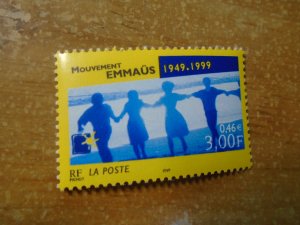 MOUVEMENT
EMMAÜS 1949.1999
0,46€
3,00F
RF LA POSTE